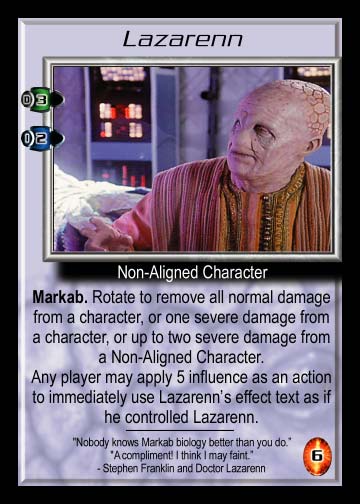 Lazarenn
3
2
Non-Aligned Character
Markab. Rotate to remove all normal damage
from a character, or one severe damage from
a character, or up to two severe damage from
a Non-Aligned Character.
Any player may apply 5 influence as an action
to immediately use Lazarenn's effect text as if
he controlled Lazarenn.
"Nobody knows Markab biology better than you do."
"A compliment! I think I may faint."
- Stephen Franklin and Doctor Lazarenn
6